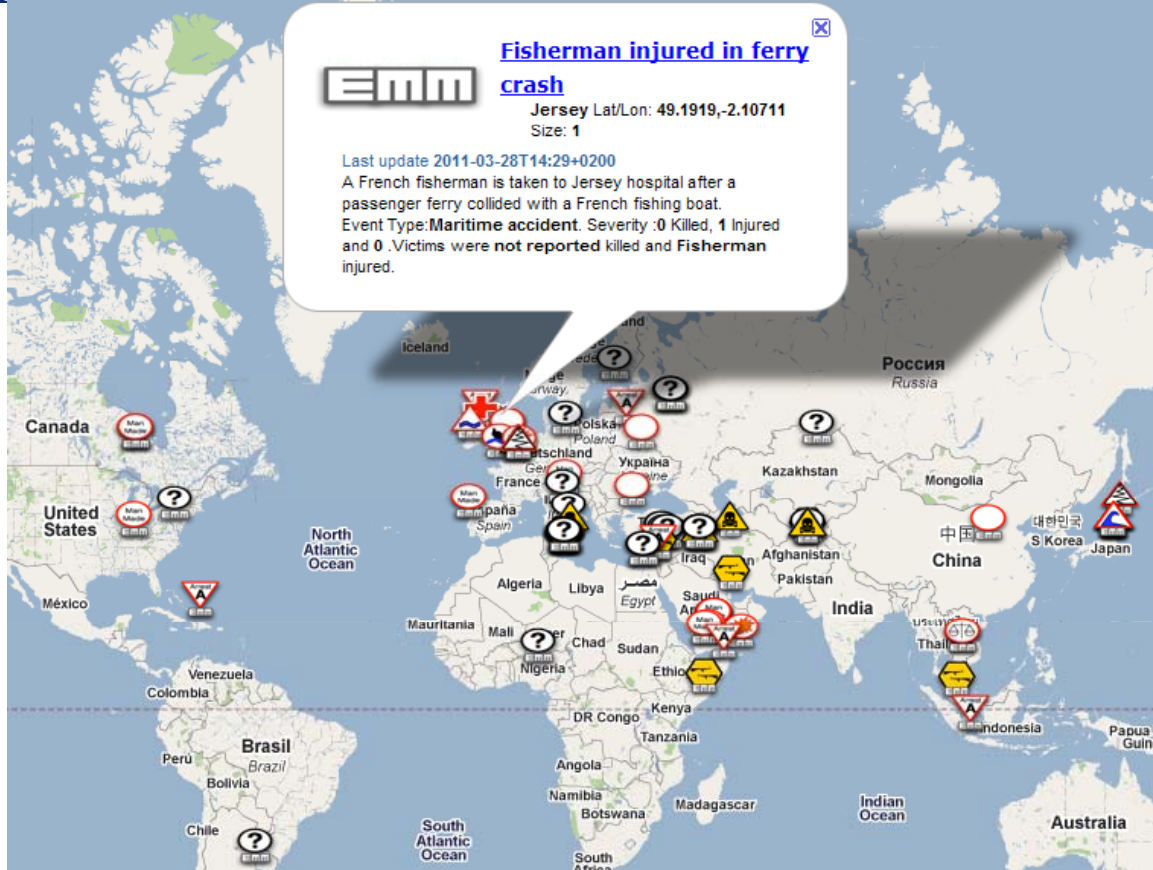 Fisherman injured in ferry
crash
EMM
Jersey Lat/Lon: 49.1919,-2.10711
Size: 1
Last update 2011-03-28T14:29+0200
A French fisherman is taken to Jersey hospital after a
passenger ferry collided with a French fishing boat.
Event Type:Maritime accident. Severity :0 Killed, 1 Injured
and 0 .Victims were not reported killed and Fisherman
injured.
Iceland
Россия
Russia
Canada
Man
Made
Polska
Poland
Україна
France
Kazakhstan
Mongolia
United
States
Man
Made
Man
Made
Spain
North
Atlantic
Ocean
대한민국
S Korea
Japan
中国
China
Iraq
Afghanistan
Pakistan
Algeria
Libya
مصر
Egypt
México
Arrest
A
India
Mauritania
Mali
Chad
Sudan
Nigeria
Venezuela
Colombia
Kenya
DR Congo
Tanzania
Brasil
Brazil
Perú
Bolivia
Angola
Namibia
Botswana
Madagascar
Indian
Ocean
Australia
Chile
South
Atlantic
Ocean
South